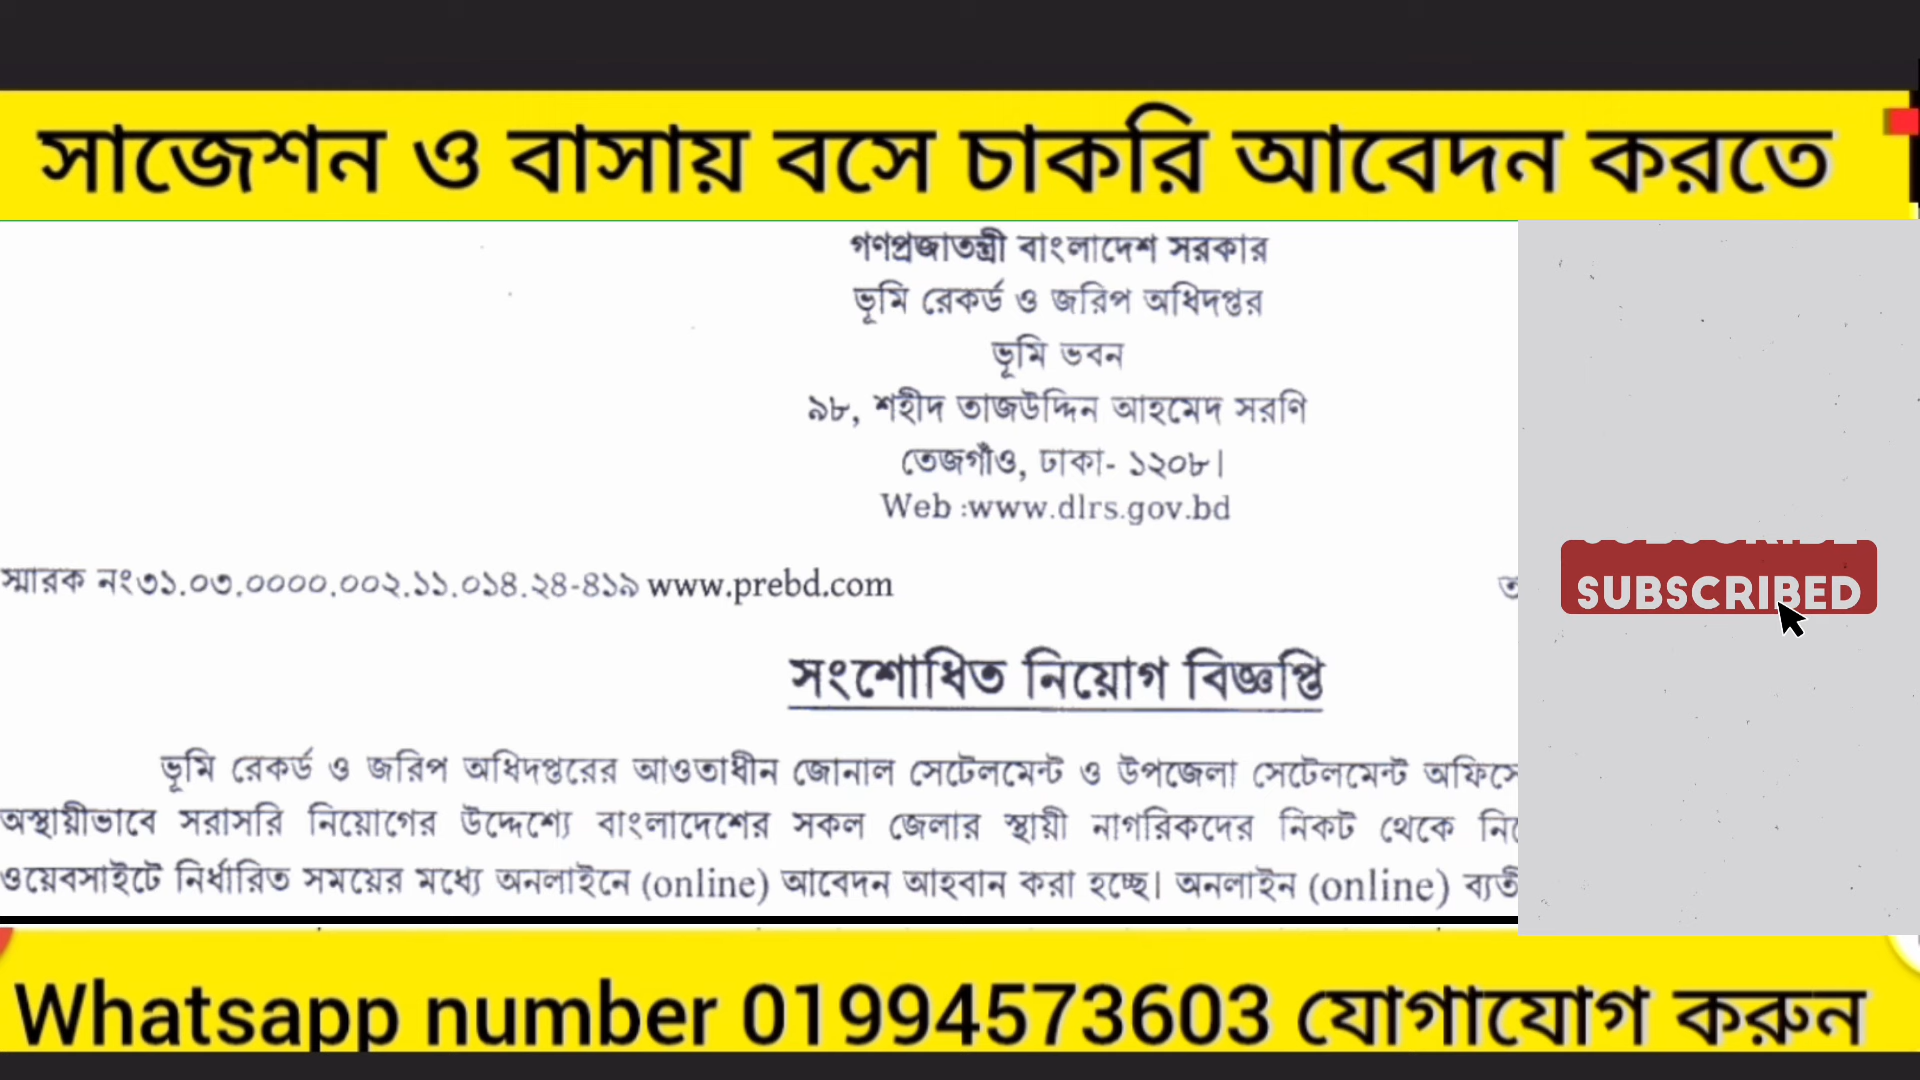 সাজেশন ও বাসায় বসে চাকরি আবেদন করতে
গণপ্রজাতন্ত্রী বাংলাদেশ সরকার
ভূমি রেকর্ড ও জরিপ অধিদপ্তর
ভূমি ভবন
৯৮, শহীদ তাজউদ্দিন আহমেদ সরণি
তেজগাঁও, ঢাকা- ১২০৮।
Web :www.dlrs.gov.bd
স্মারক নং৩১.০৩.০০০০.০০২.১১.০১৪.২৪-৪১৯ www.prebd.com
SUBSCRIBED
সংশোধিত নিয়োগ বিজ্ঞপ্তি
ভূমি রেকর্ড ও জরিপ অধিদপ্তরের আওতাধীন জোনাল সেটেলমেন্ট ও উপজেলা সেটেলমেন্ট অফিসে
অস্থায়ীভাবে সরাসরি নিয়োগের উদ্দেশ্যে বাংলাদেশের সকল জেলার স্থায়ী নাগরিকদের নিকট থেকে
ওয়েবসাইটে নির্ধারিত সময়ের মধ্যে অনলাইনে (online) আবেদন আহবান করা হচ্ছে। অনলাইন (online)
Whatsapp number 01994573603 যোগাযোগ করুন